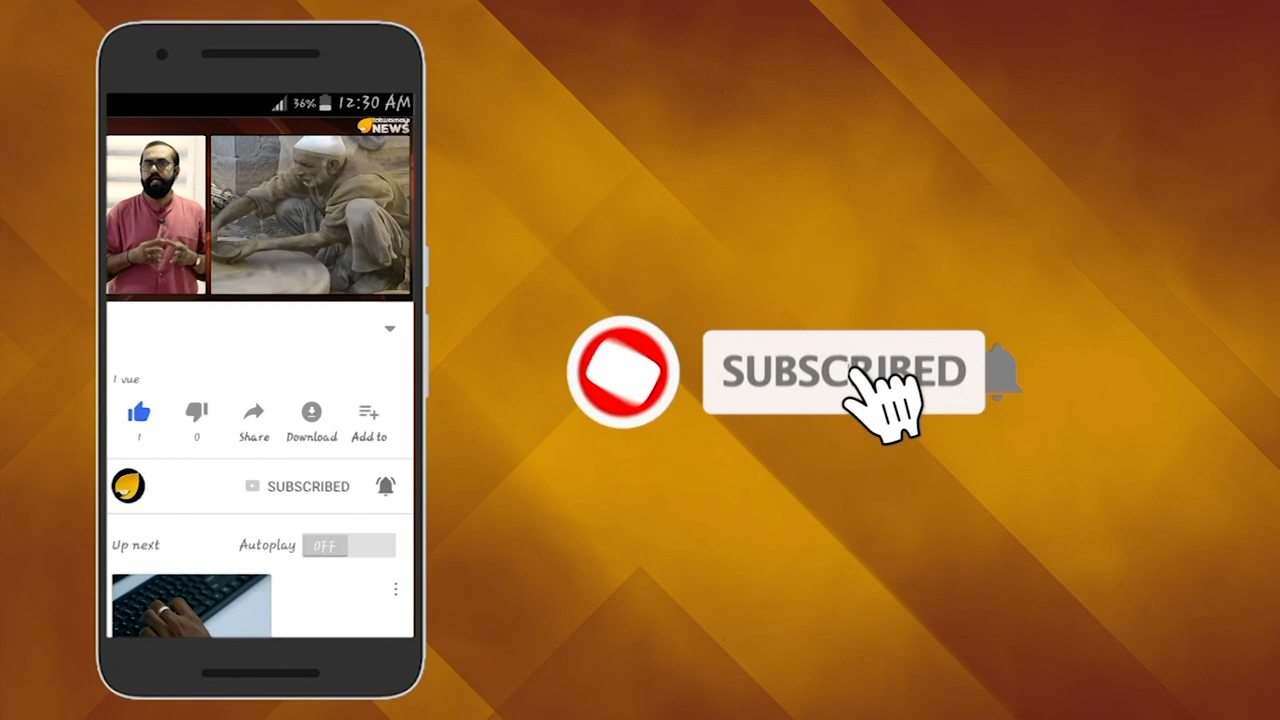 36% 12:30 AM
NEWS
1 vue
1
0
Share
Download
Add to
SUBSCRIBED
Up next
Autoplay
OFF
SUBSCRIBED